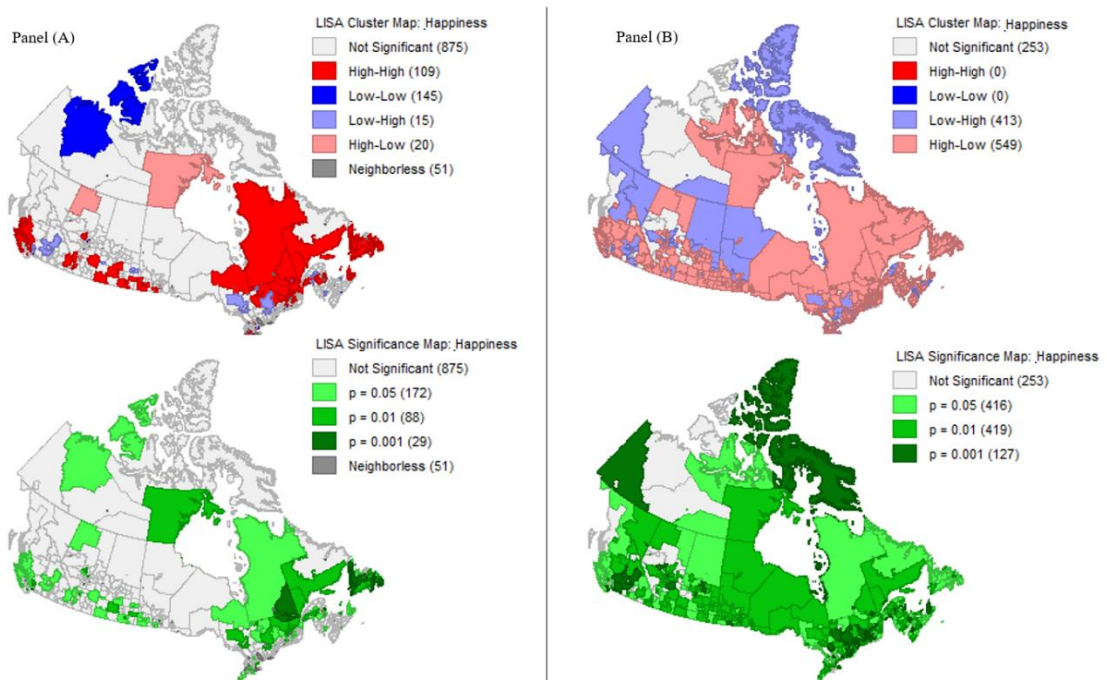 Panel (A)
LISA Cluster Map: Happiness
Not Significant (875)
High-High (109)
Low-Low (145)
Low-High (15)
High-Low (20)
Neighborless (51)
LISA Significance Map: Happiness
Not Significant (875)
p = 0.05 (172)
p = 0.01 (88)
p = 0.001 (29)
Neighborless (51)
Panel (B)
LISA Cluster Map: Happiness
Not Significant (253)
High-High (0)
Low-Low (0)
Low-High (413)
High-Low (549)
LISA Significance Map: Happiness
Not Significant (253)
p = 0.05 (416)
p = 0.01 (419)
p = 0.001 (127)